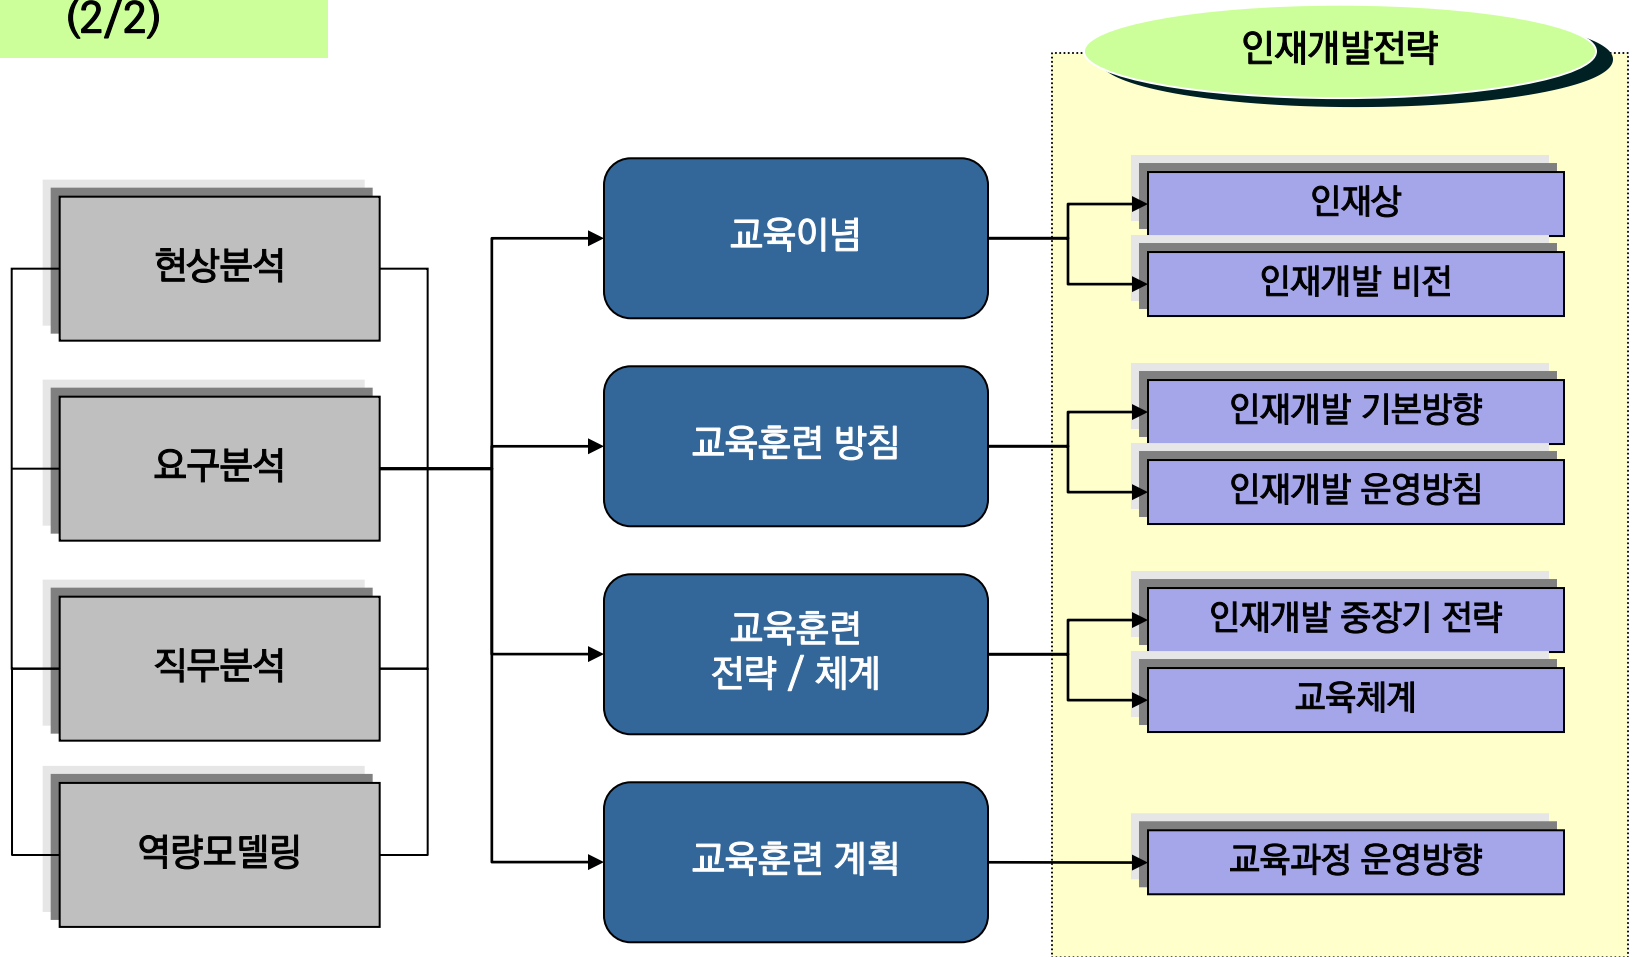 (2/2)
인재개발전략
현상분석
요구분석
직무분석
역량모델링
교육이념
교육훈련 방침
교육훈련
전략 / 체계
교육훈련 계획
인재상
인재개발 비전
인재개발 기본방향
인재개발 운영방침
인재개발 중장기 전략
교육체계
교육과정 운영방향